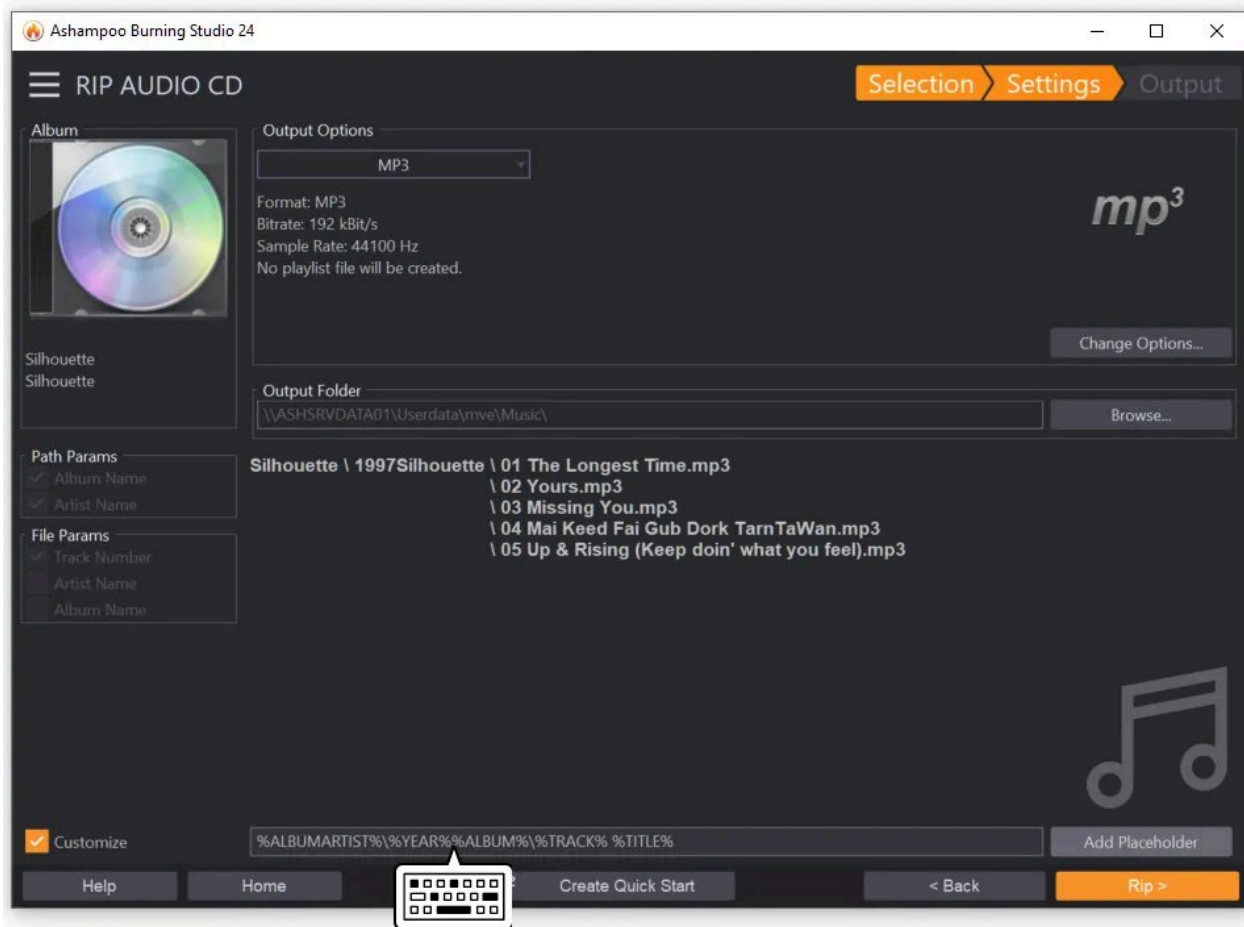 Ashampoo Burning Studio 24
RIP AUDIO CD
Selection Settings Output
Album
Silhouette
Silhouette
Output Options
MP3
Format: MP3
Bitrate: 192 kBit/s
Sample Rate: 44100 Hz
No playlist file will be created.
mp3
Change Options...
Output Folder
\\ASHSRVDATA01\Userdata\mve\Music\
Browse...
Path Params
Album Name
Artist Name
File Params
Track Number
Artist Name
Album Name
Silhouette \ 1997Silhouette \ 01 The Longest Time.mp3
\ 02 Yours.mp3
\ 03 Missing You.mp3
\ 04 Mai Keed Fai Gub Dork TarnTaWan.mp3
\ 05 Up & Rising (Keep doin' what you feel).mp3
Customize
%ALBUMARTIST%\%YEAR%%ALBUM%\%TRACK% %TITLE%
Add Placeholder
Help Home Create Quick Start < Back Rip >